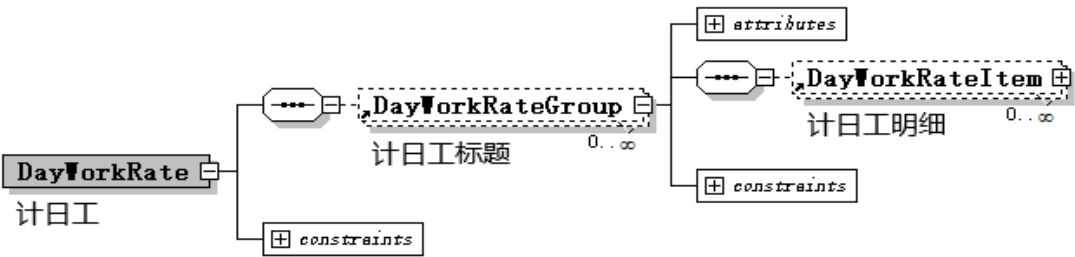 attributes
DayWorkRateItem
0..∞
计日工明细
DayWorkRateGroup
0..∞
计日工标题
constraints
DayWorkRate
计日工
constraints